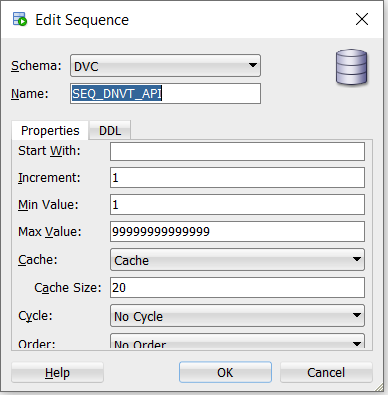 Edit Sequence
Schema: DVC
Name: SEQ_DNVT_API
Properties DDL
Start With:
Increment: 1
Min Value: 1
Max Value: 99999999999999
Cache: Cache
Cache Size: 20
Cycle: No Cycle
Order: No Order
Help OK Cancel